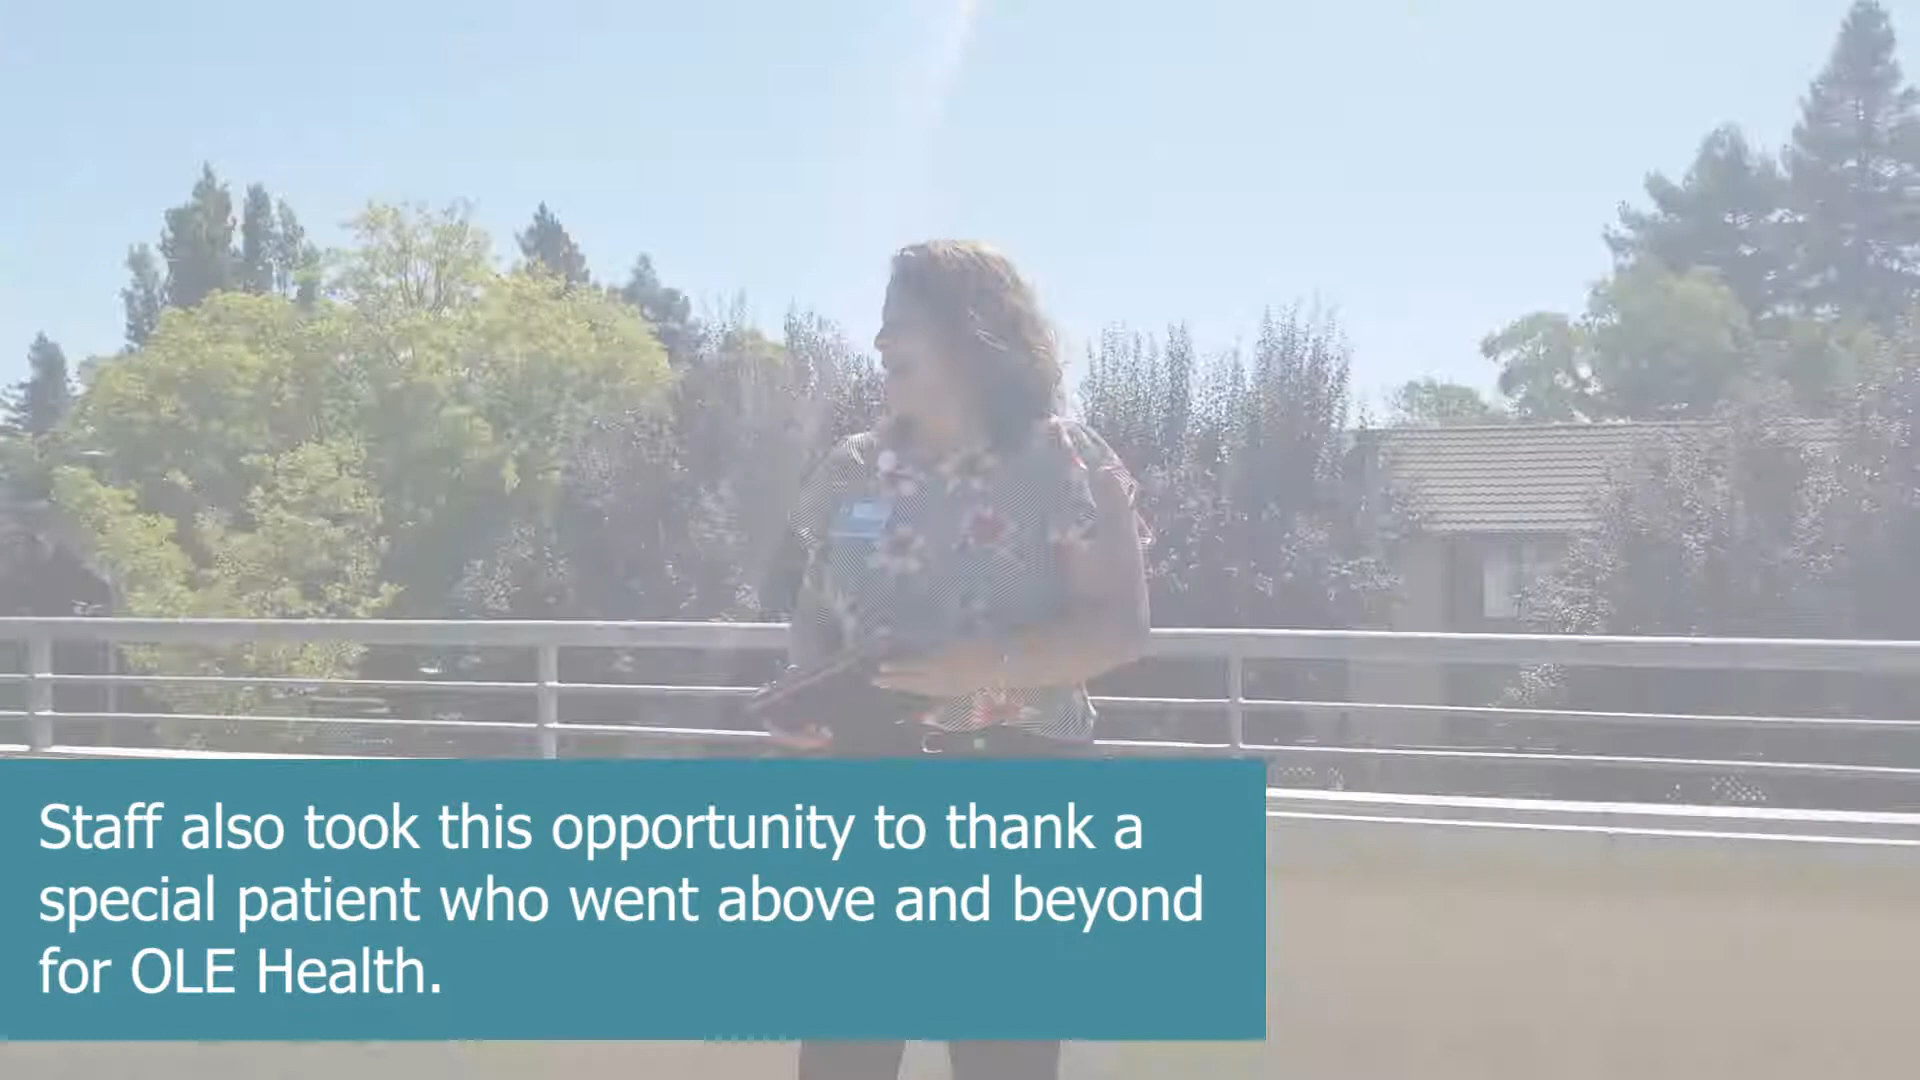 Staff also took this opportunity to thank a
special patient who went above and beyond
for OLE Health.